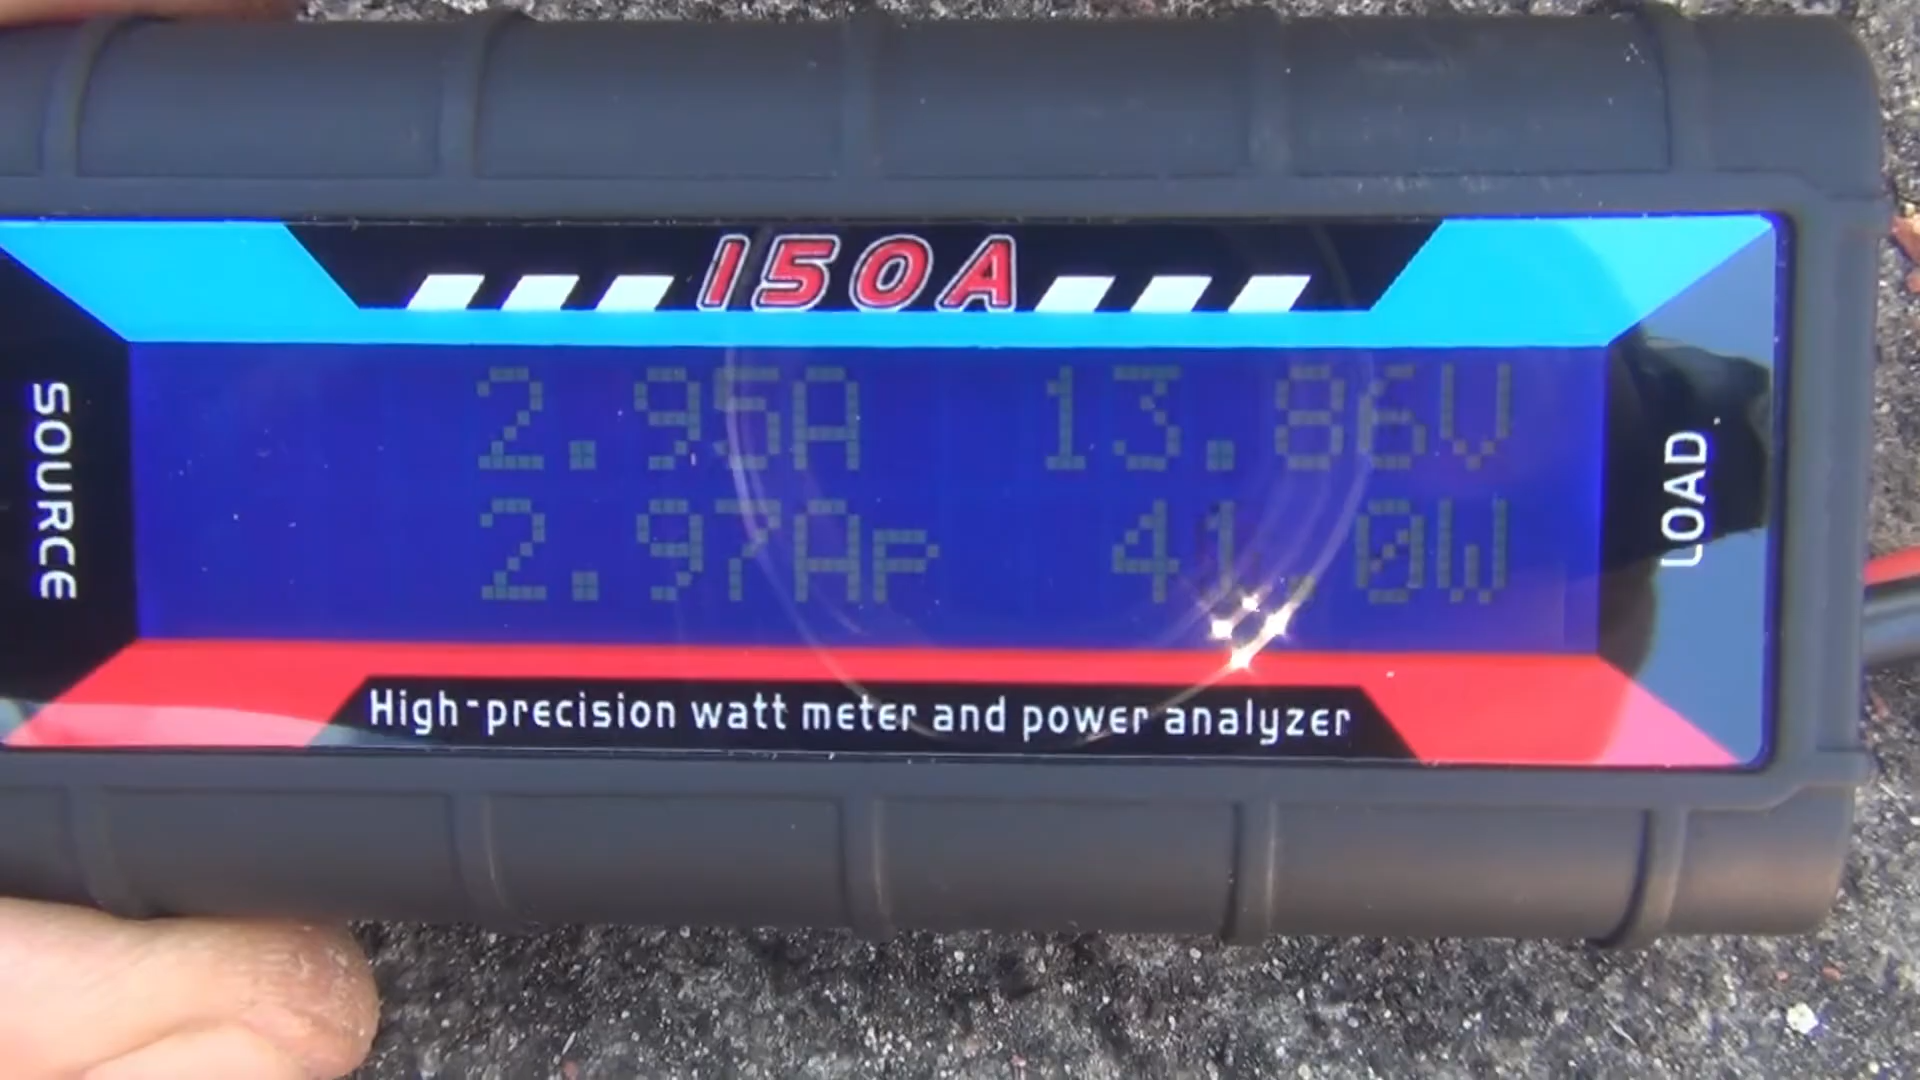 150A
SOURCE
2.95A 13.86V
2.97Ap 41.0W
LOAD
High-precision watt meter and power analyzer